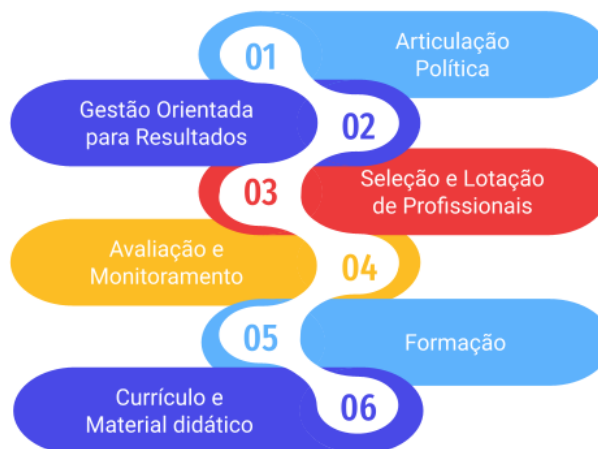 01
Articulação
Política
Gestão Orientada
para Resultados
02
03
Seleção e Lotação
de Profissionais
Avaliação e
Monitoramento
04
05
Formação
Currículo e
Material didático
06